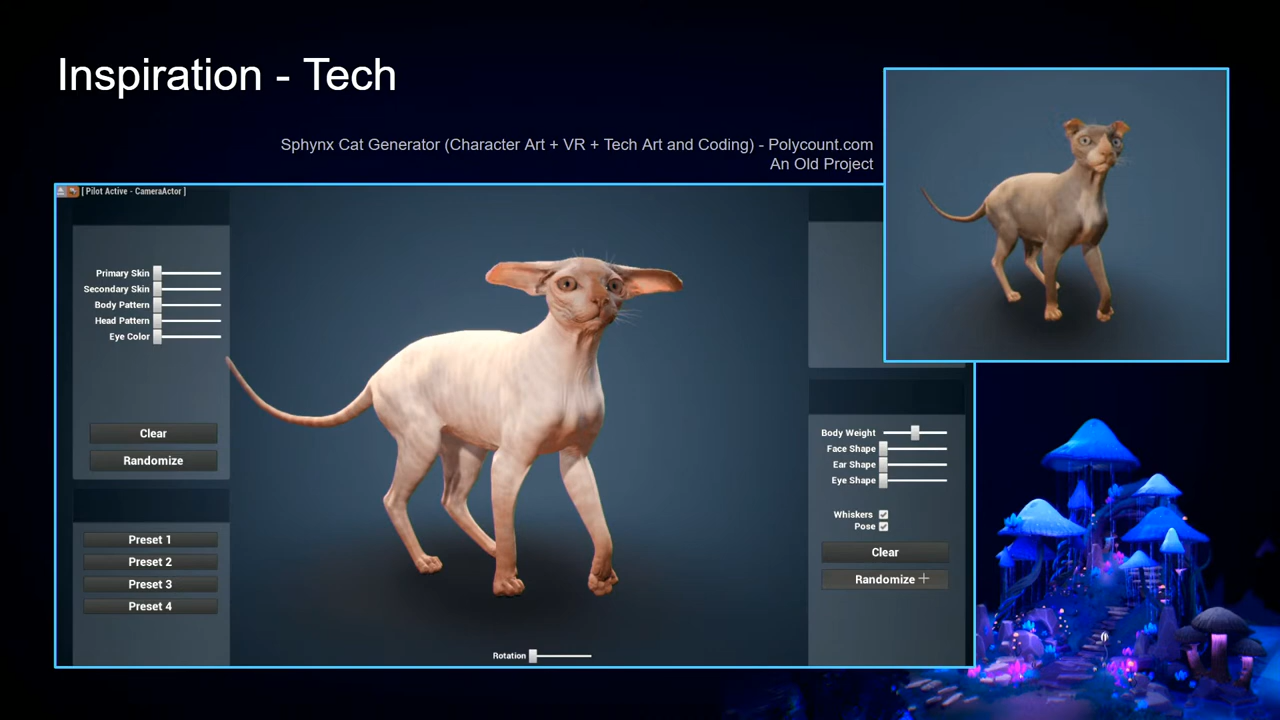 Inspiration - Tech
Sphynx Cat Generator (Character Art + VR + Tech Art and Coding) - Polycount.com
An Old Project
[ Pilot Active - CameraActor ]
Primary Skin
Secondary Skin
Body Pattern
Head Pattern
Eye Color
Clear
Randomize
Preset 1
Preset 2
Preset 3
Preset 4
Body Weight
Face Shape
Ear Shape
Eye Shape
Whiskers
Pose
Clear
Randomize
Rotation